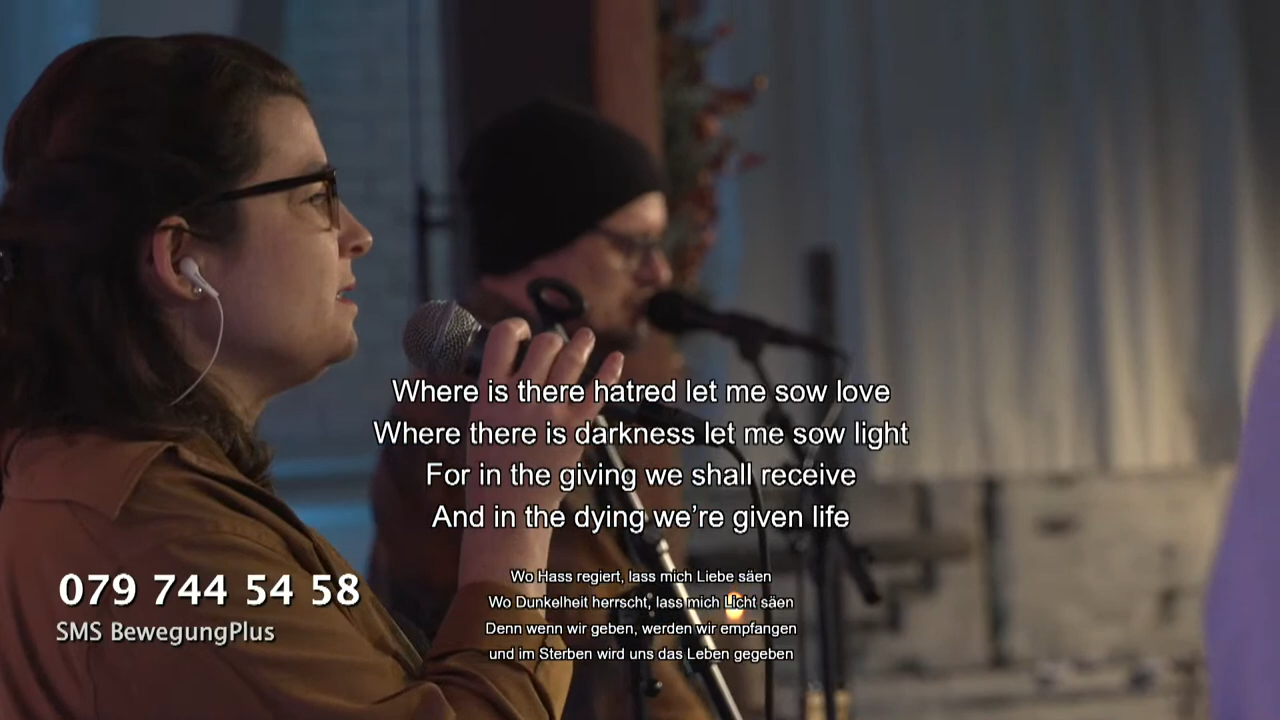 Where is there hatred let me sow love
Where there is darkness let me sow light
For in the giving we shall receive
And in the dying we’re given life
Wo Hass regiert, lass mich Liebe säen
Wo Dunkelheit herrscht, lass mich Licht säen
Denn wenn wir geben, werden wir empfangen
und im Sterben wird uns das Leben gegeben
079 744 54 58
SMS BewegungPlus